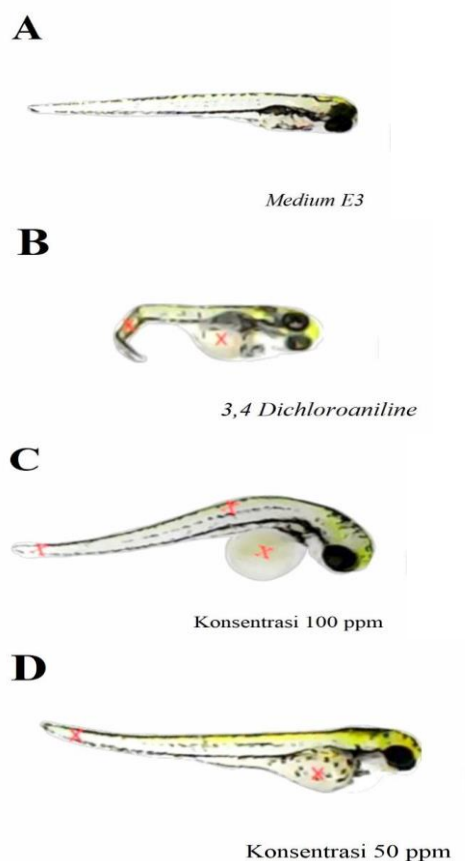 A
Medium E3
B
x
x
3,4 Dichloroaniline
C
x
x
x
Konsentrasi 100 ppm
D
x
x
Konsentrasi 50 ppm